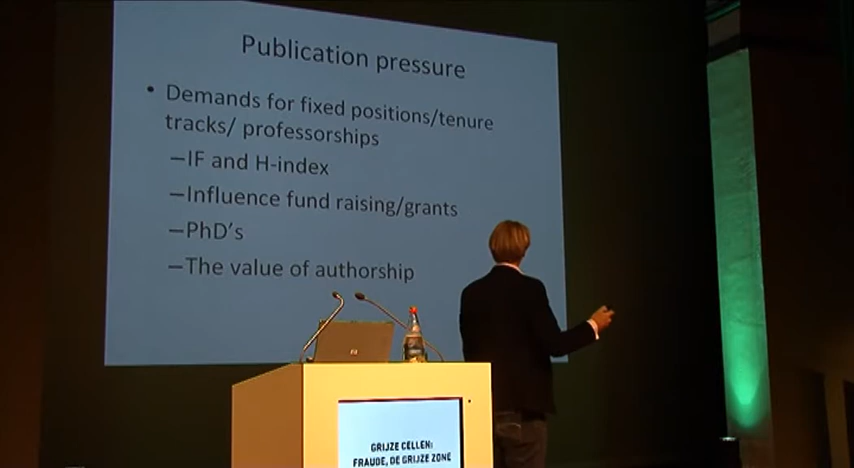 Publication pressure
• Demands for fixed positions/tenure
tracks/ professorships
–IF and H-index
–Influence fund raising/grants
–PhD's
–The value of authorship
hp
GRIJZE CELLEN:
FRAUDE, DE GRIJZE ZONE